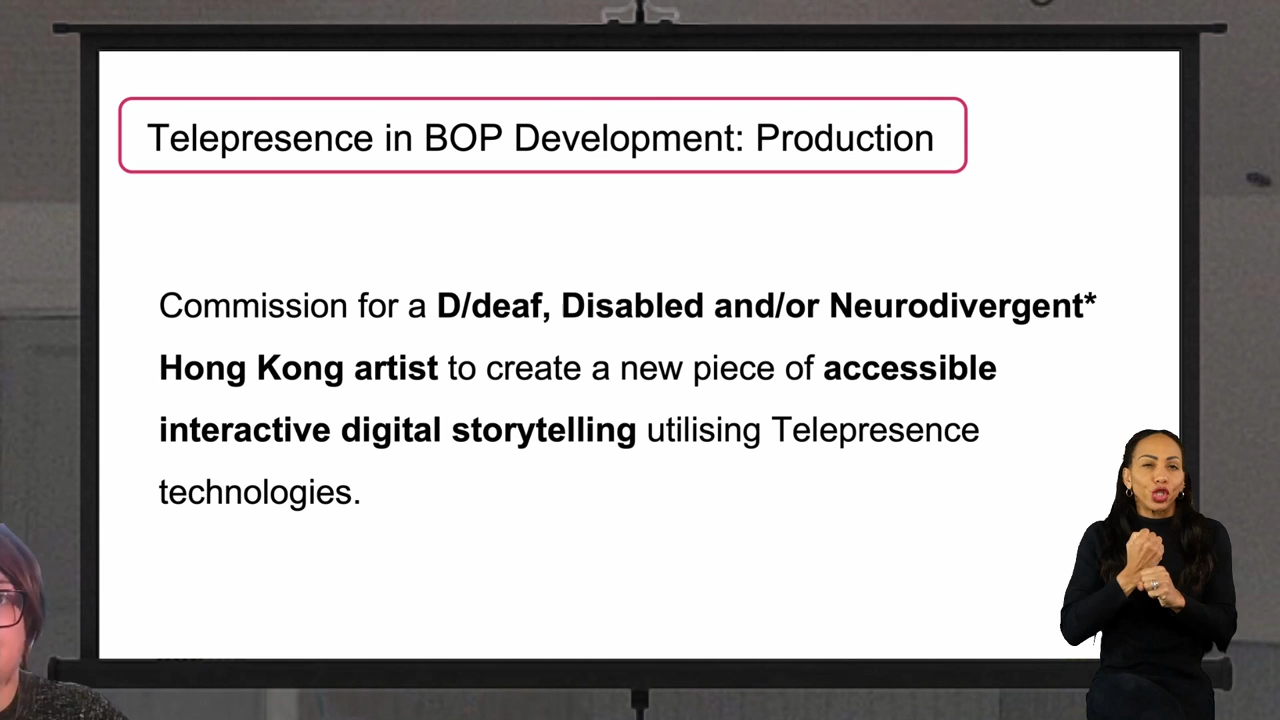 Telepresence in BOP Development: Production
Commission for a D/deaf, Disabled and/or Neurodivergent*
Hong Kong artist to create a new piece of accessible
interactive digital storytelling utilising Telepresence
technologies.